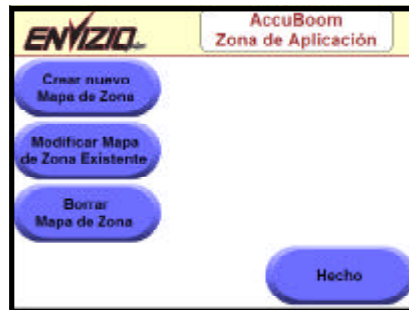 ENVIZIO
AccuBoom
Zona de Aplicación
Crear nuevo
Mapa de Zona
Modificar Mapa
de Zona Existente
Borrar
Mapa de Zona
Hecho